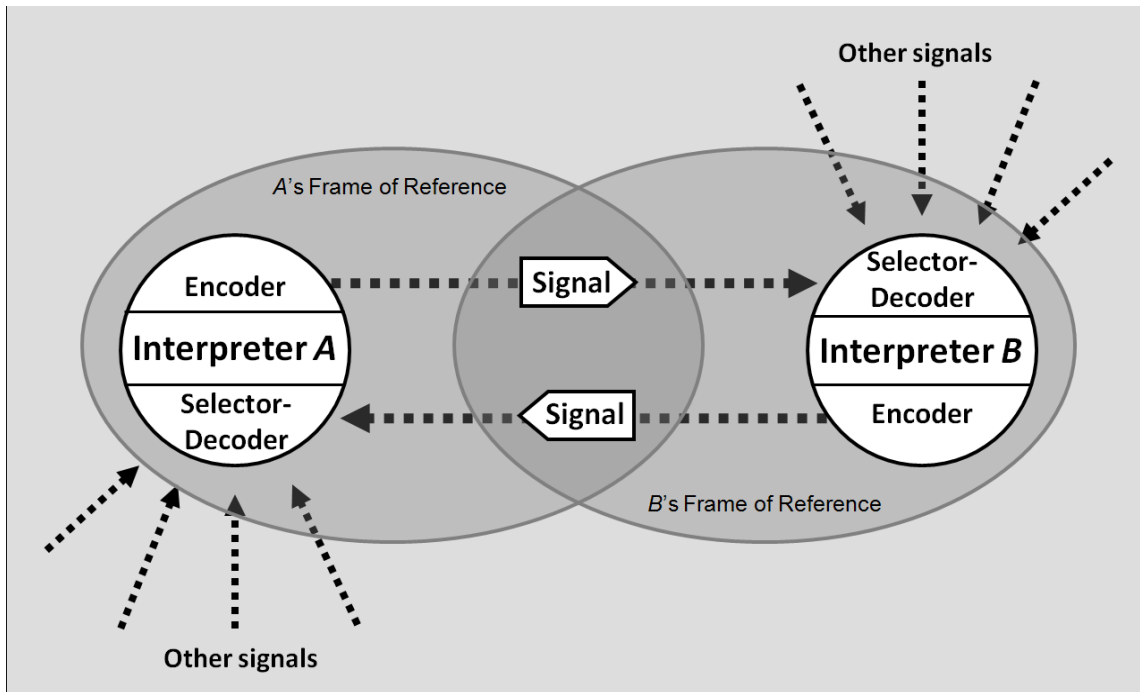 Other signals
A's Frame of Reference
Encoder
Interpreter A
Selector-
Decoder
Signal
Signal
Selector-
Decoder
Interpreter B
Encoder
B's Frame of Reference
Other signals